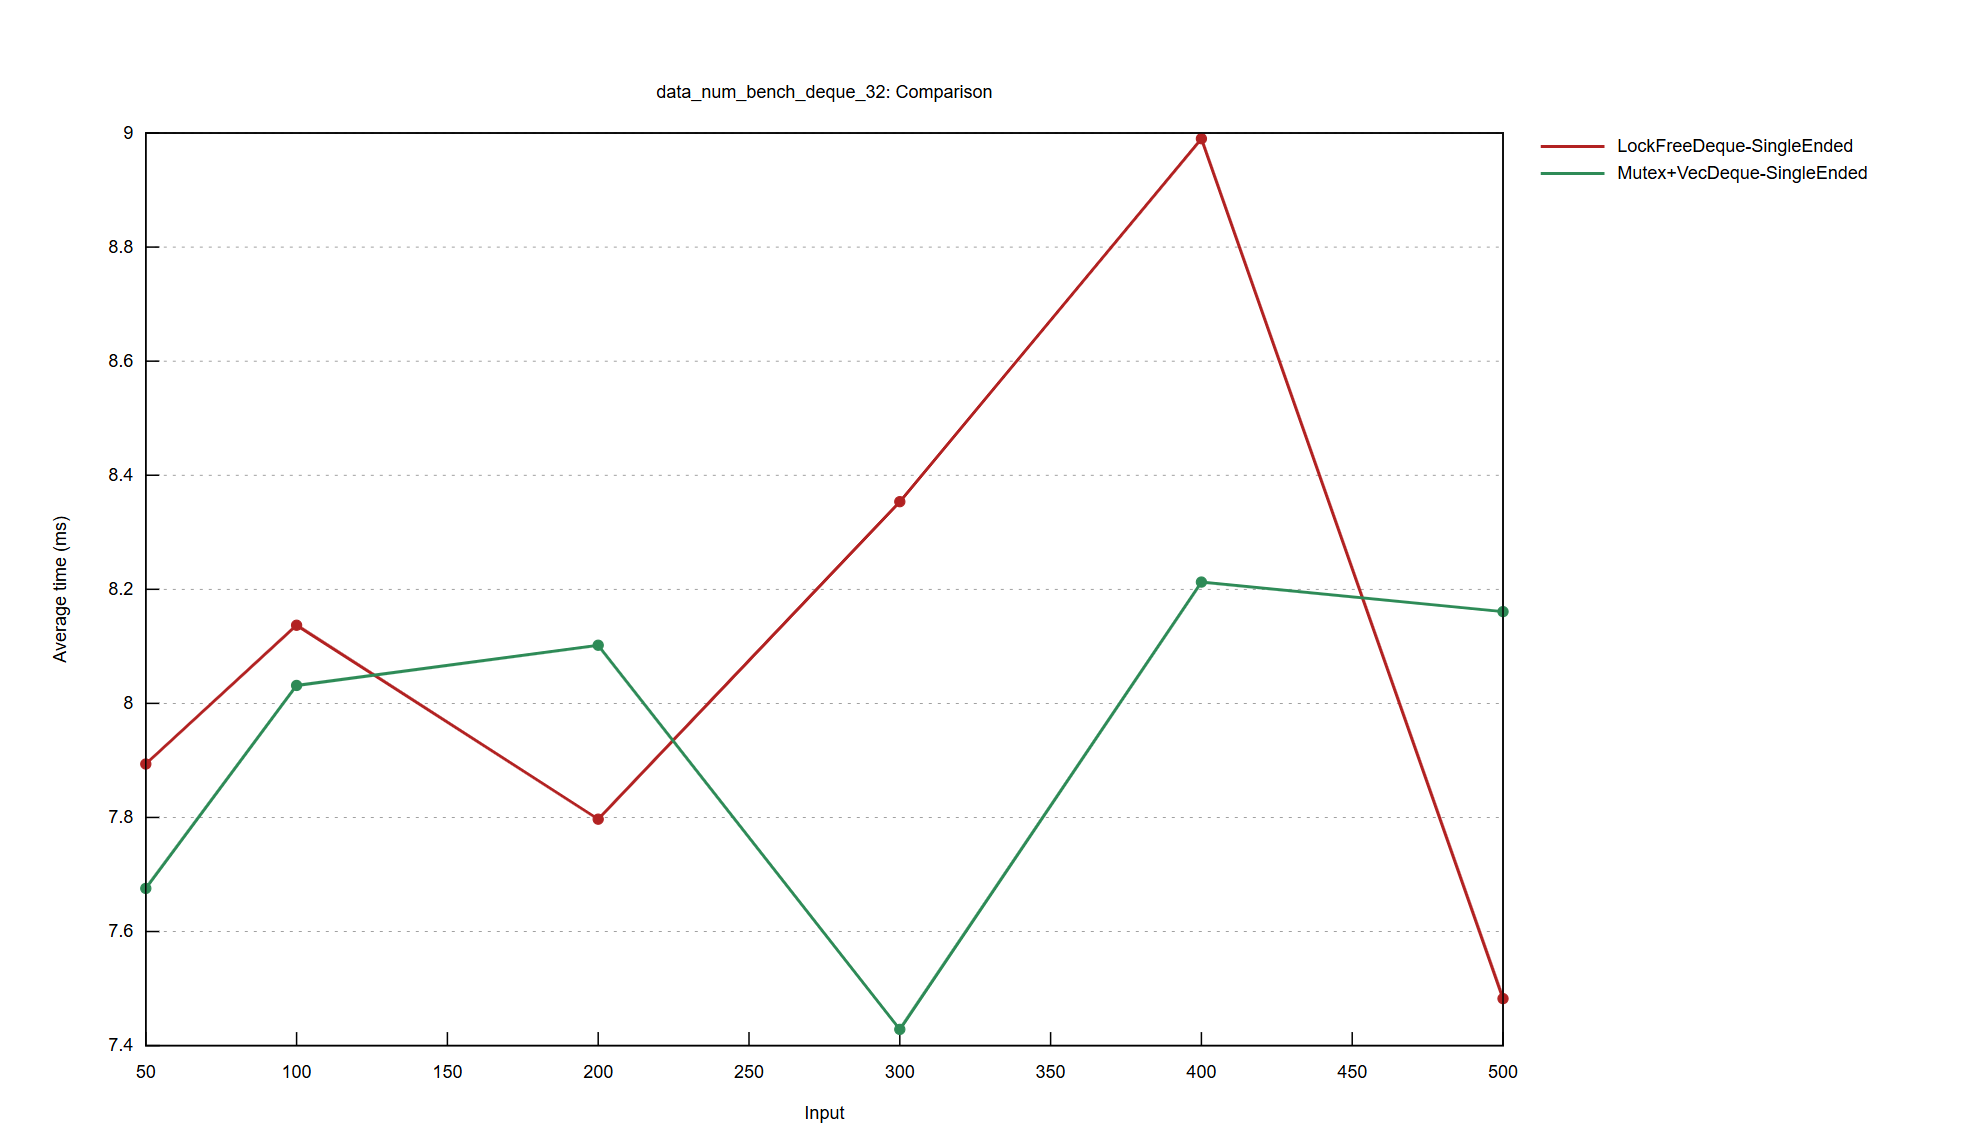 data_num_bench_deque_32: Comparison
LockFreeDeque-SingleEnded
Mutex+VecDeque-SingleEnded
Average time (ms)
9
8.8
8.6
8.4
8.2
8
7.8
7.6
7.4
50 100 150 200 250 300 350 400 450 500
Input